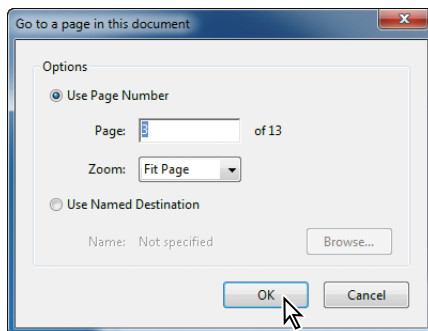 Go to a page in this document
Options
Use Page Number
Page: 3 of 13
Zoom: Fit Page
Use Named Destination
Name: Not specified Browse...
OK Cancel